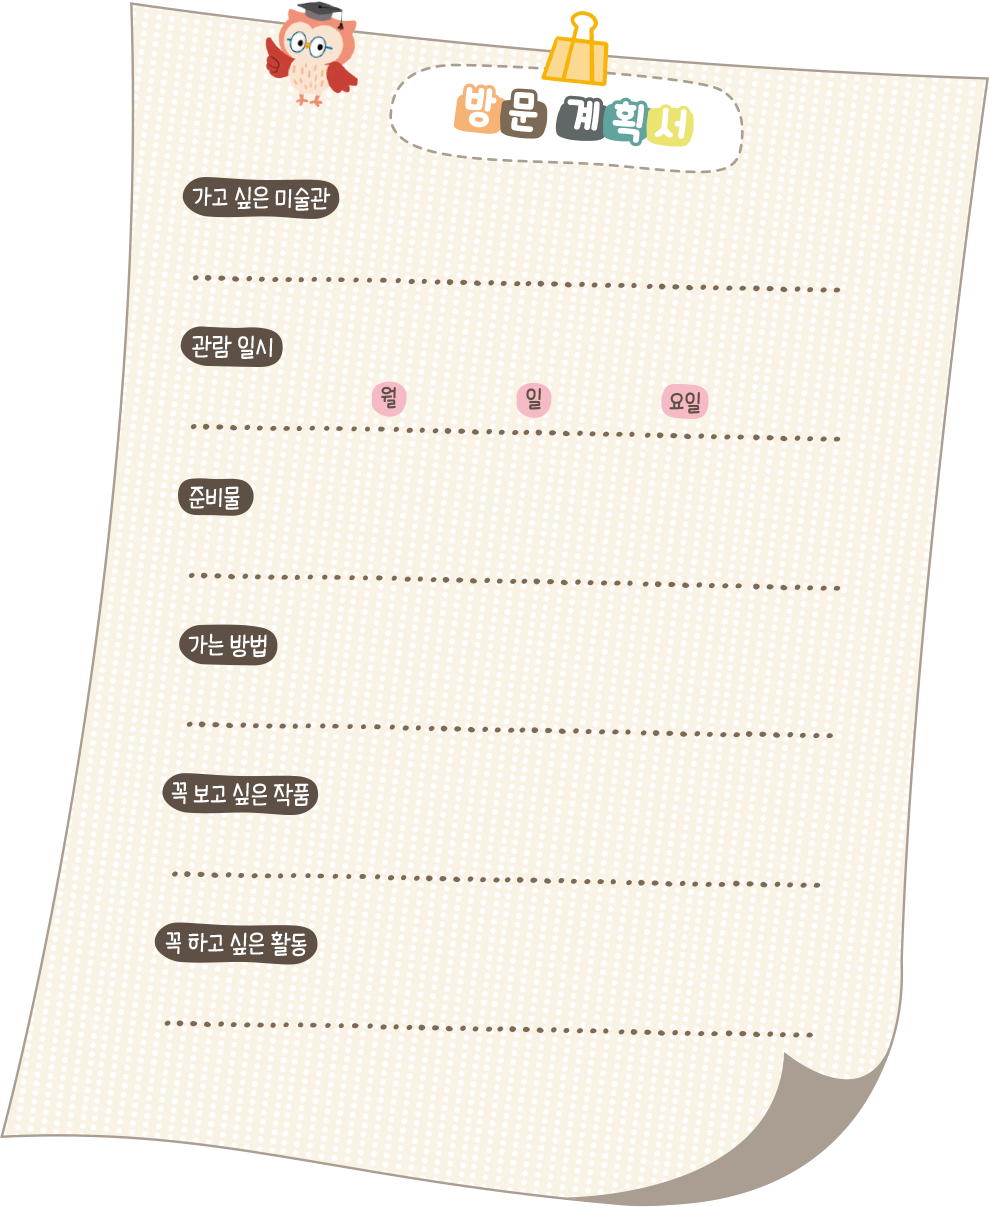 방문 계획서
가고 싶은 미술관
관람 일시
월 일 요일
준비물
가는 방법
꼭 보고 싶은 작품
꼭 하고 싶은 활동